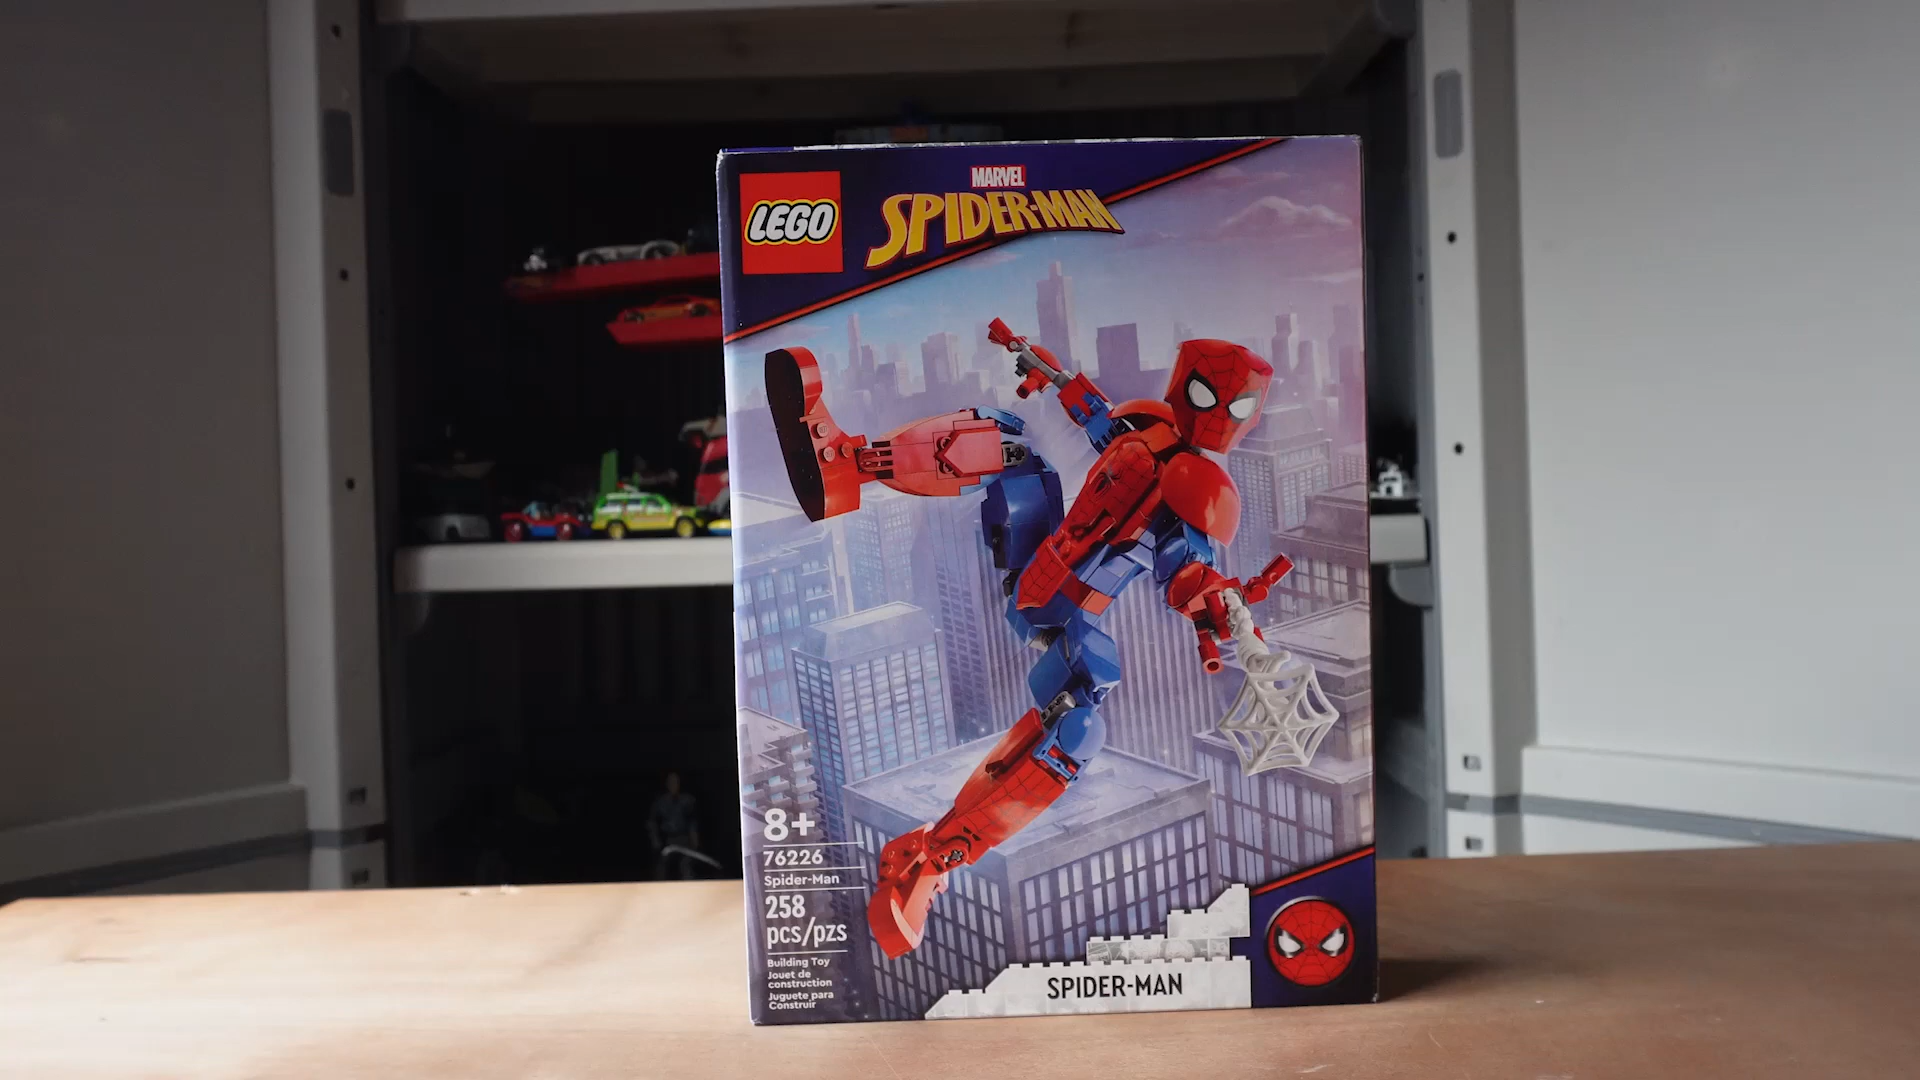 LEGO
MARVEL
SPIDER-MAN
8+
76226
Spider-Man
258
pcs/pzs
Building Toy
Jouet de
construction
Juguete para
Construir
SPIDER-MAN